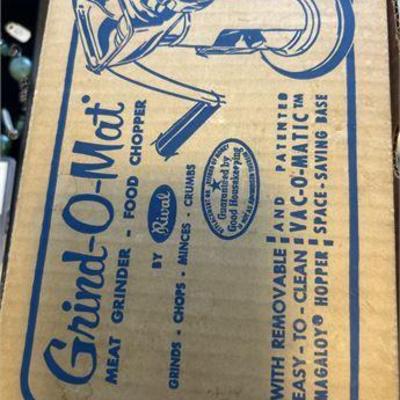 Grind-O-Mat
MEAT GRINDER - FOOD CHOPPER
BY Rival
GRINDS · CHOPS · MINCES · CRUMBS
Guaranteed by
Good Housekeeping
WITH REMOVABLE AND PATENTED
EASY-TO-CLEAN VAC-O-MATIC™
MAGALOY® HOPPER SPACE-SAVING BASE